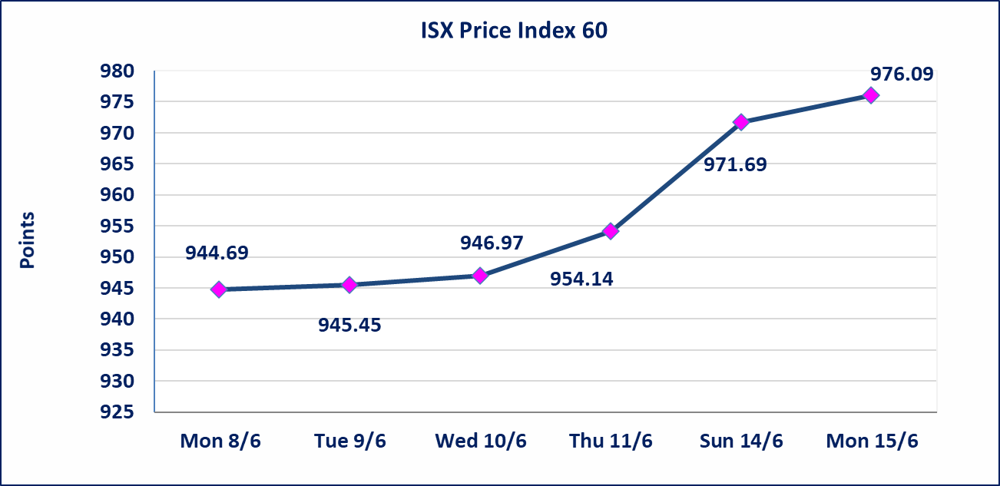 ISX Price Index 60
Points
980
975
970
965
960
955
950
945
940
935
930
925
944.69
945.45
946.97
954.14
971.69
976.09
Mon 8/6
Tue 9/6
Wed 10/6
Thu 11/6
Sun 14/6
Mon 15/6